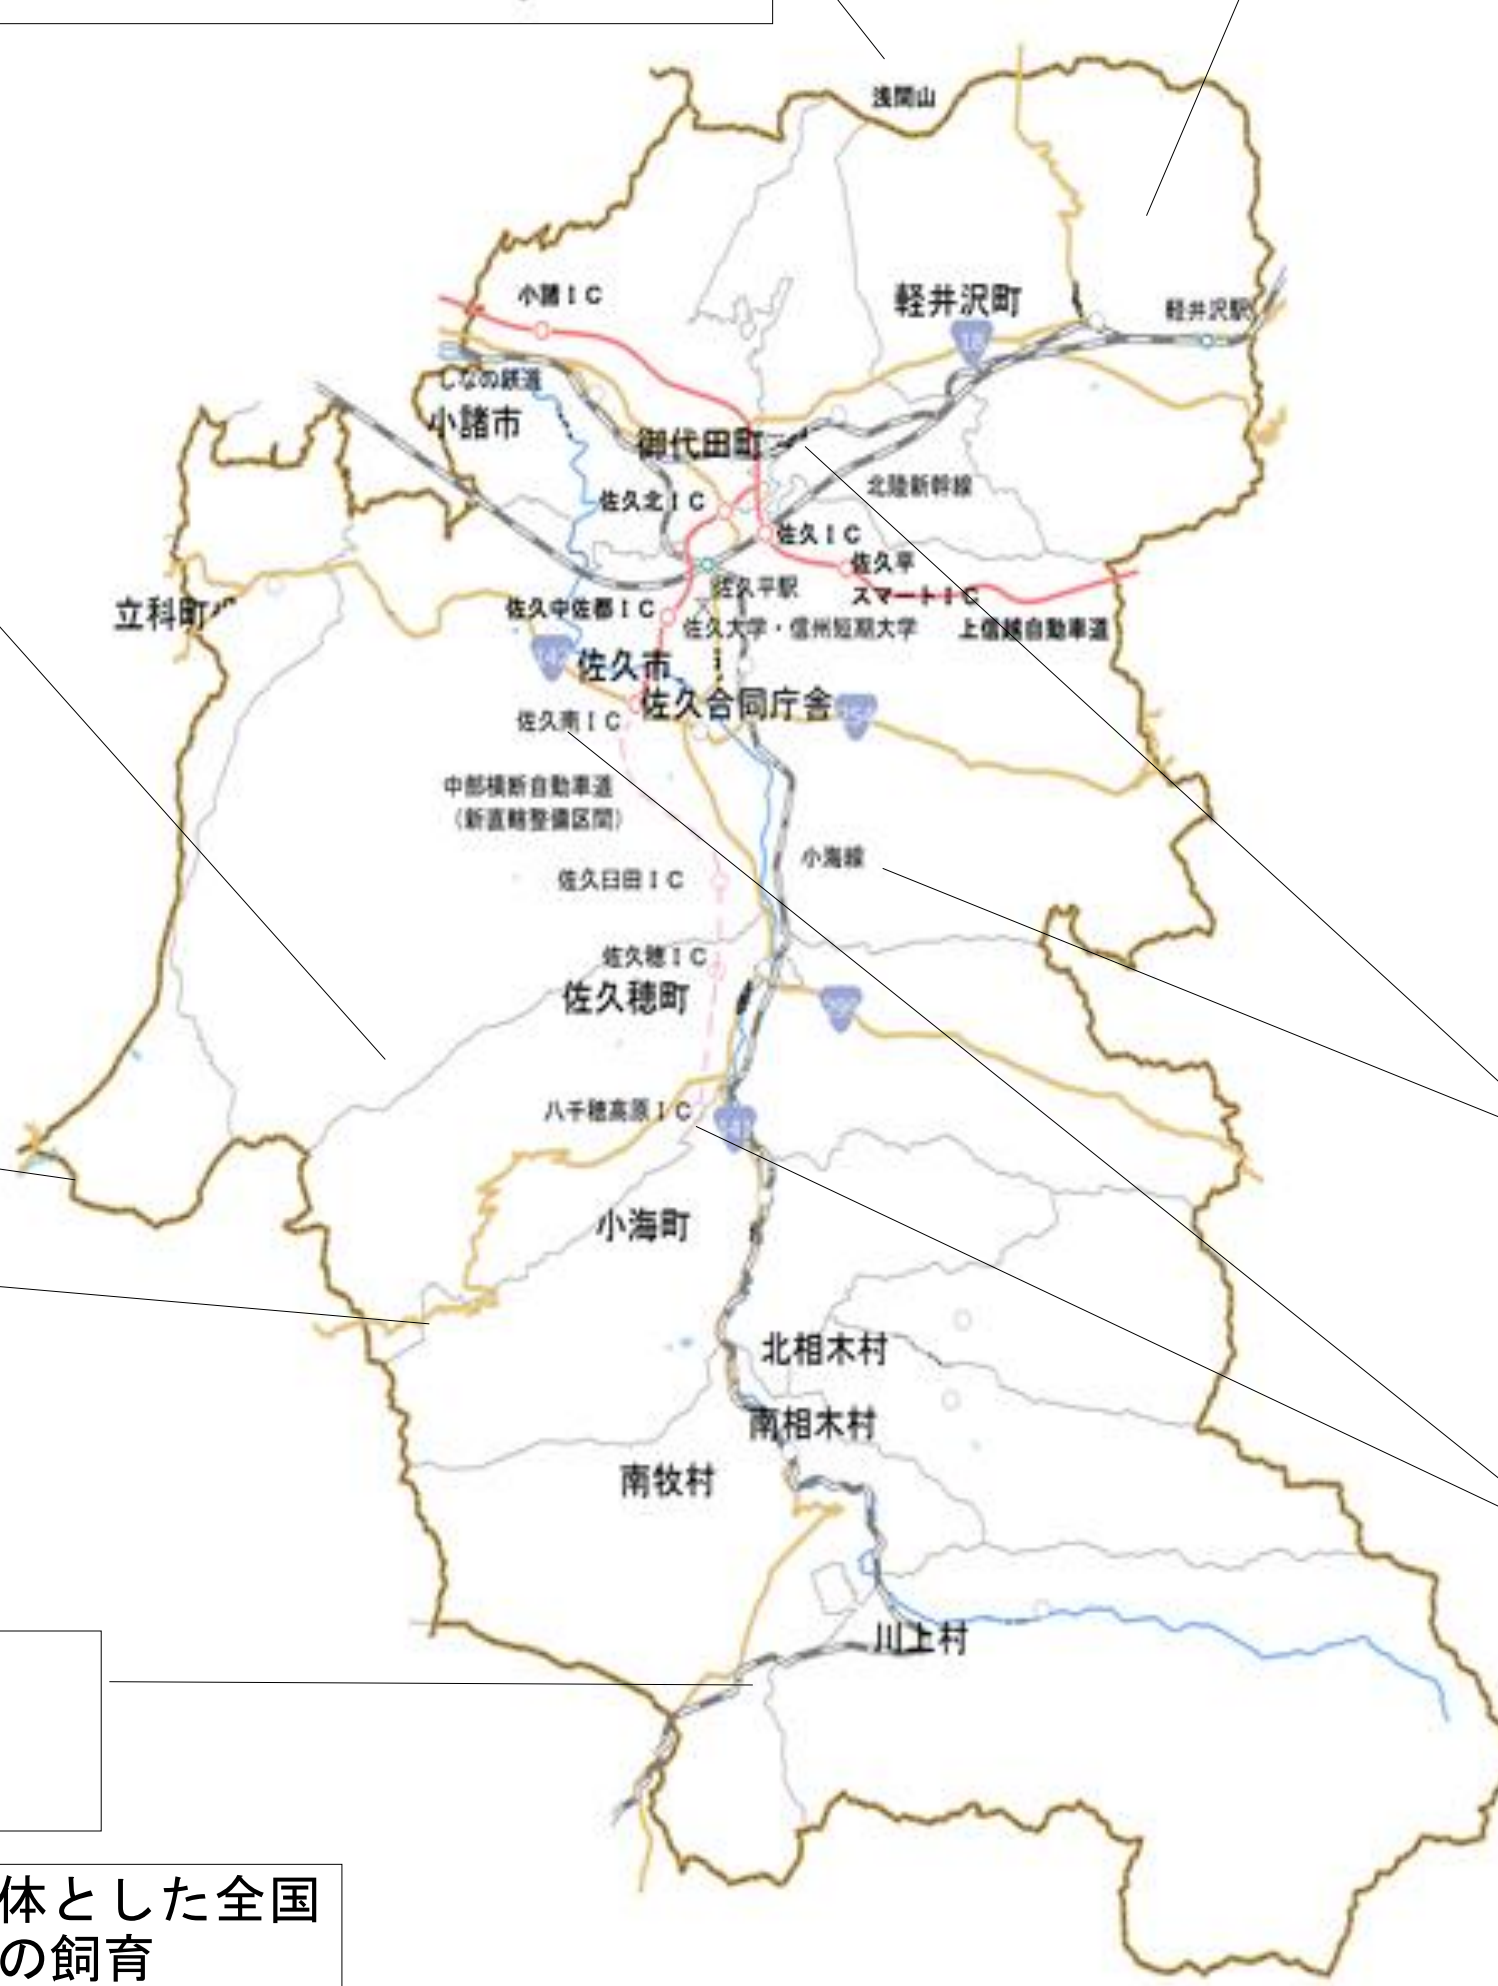 浅間山
小諸ＩＣ
軽井沢町
軽井沢駅
18
しなの鉄道
小諸市
御代田町
北陸新幹線
佐久北ＩＣ
佐久ＩＣ
佐久平
スマートＩＣ
佐久平駅
立科町
佐久中佐都ＩＣ
佐久大学・信州短期大学
上信越自動車道
142
佐久市
佐久合同庁舎
254
佐久南ＩＣ
中部横断自動車道
（新直轄整備区間）
小海線
佐久臼田ＩＣ
佐久穂ＩＣ
佐久穂町
299
八千穂高原ＩＣ
141
小海町
北相木村
南相木村
南牧村
川上村
体とした全国
の飼育